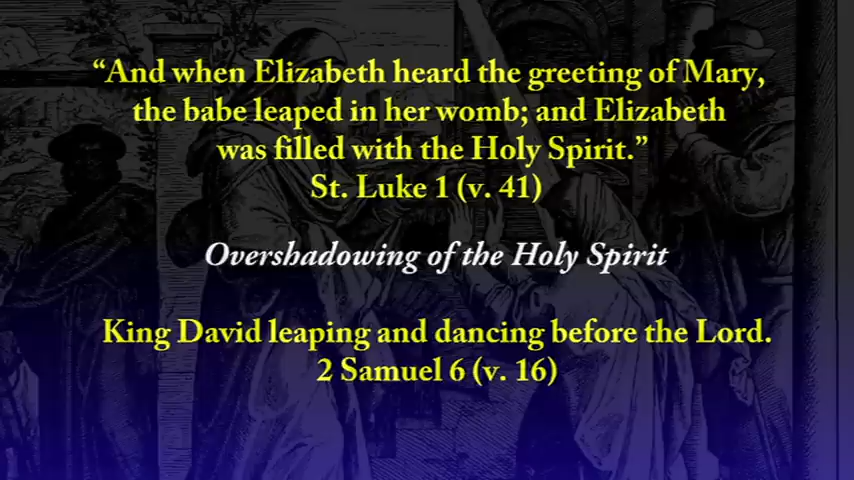 “And when Elizabeth heard the greeting of Mary,
the babe leaped in her womb; and Elizabeth
was filled with the Holy Spirit.”
St. Luke 1 (v. 41)
Overshadowing of the Holy Spirit
King David leaping and dancing before the Lord.
2 Samuel 6 (v. 16)